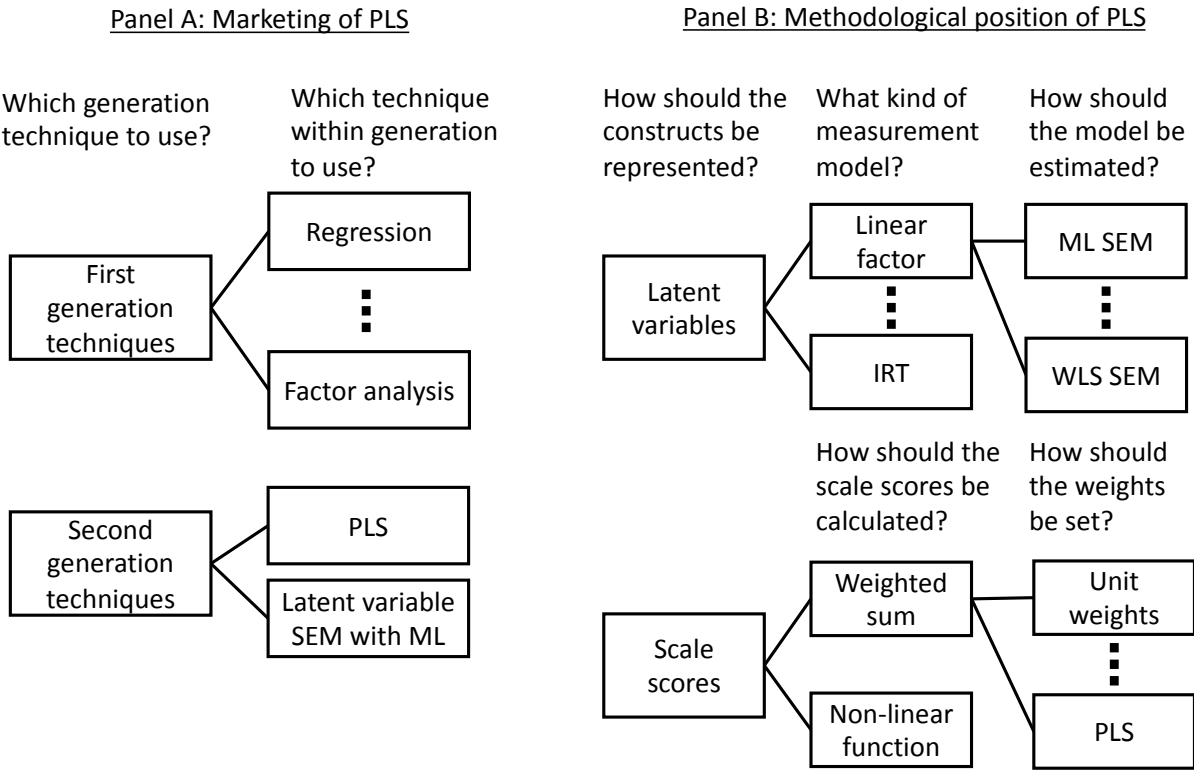 Panel A: Marketing of PLS
Which generation
technique to use?
Which technique
within generation
to use?
First
generation
techniques
Regression
Factor analysis
Second
generation
techniques
PLS
Latent variable
SEM with ML
Panel B: Methodological position of PLS
How should the
constructs be
represented?
What kind of
measurement
model?
How should
the model be
estimated?
Latent
variables
Linear
factor
IRT
ML SEM
WLS SEM
How should the
scale scores be
calculated?
How should
the weights
be set?
Scale
scores
Weighted
sum
Non-linear
function
Unit
weights
PLS